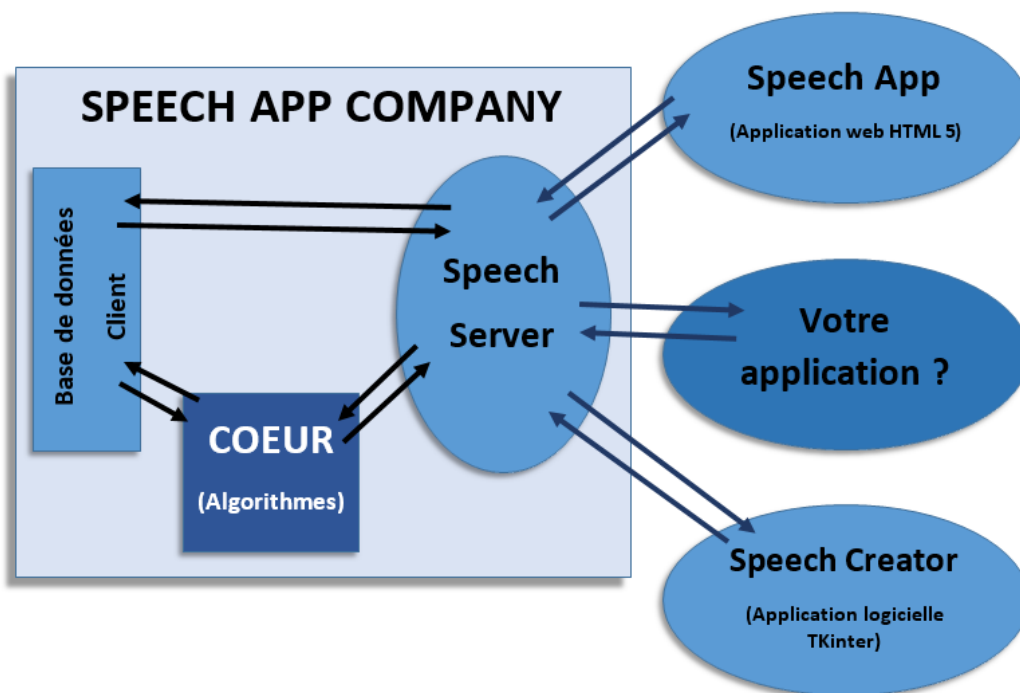 SPEECH APP COMPANY
Base de données
Client
COEUR
(Algorithmes)
Speech
Server
Speech App
(Application web HTML 5)
Votre
application ?
Speech Creator
(Application logicielle
TKinter)